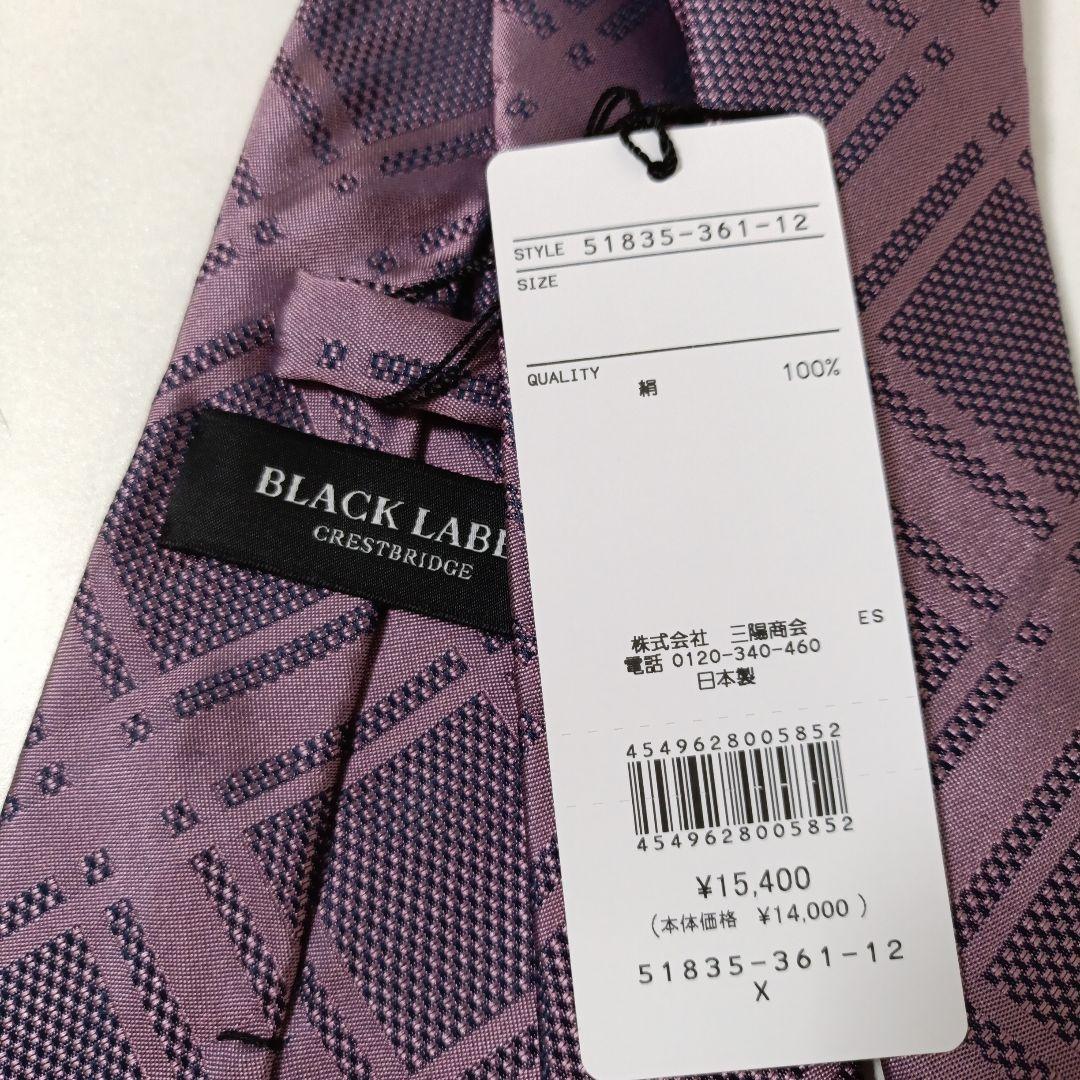 STYLE 51835-361-12
SIZE
QUALITY 絹 100%
BLACK LABE
CRESTBRIDGE
株式会社 三陽商会 ES
電話 0120-340-460
日本製
4549628005852
4549628005852
¥15,400
(本体価格 ¥14,000)
51835-361-12
X